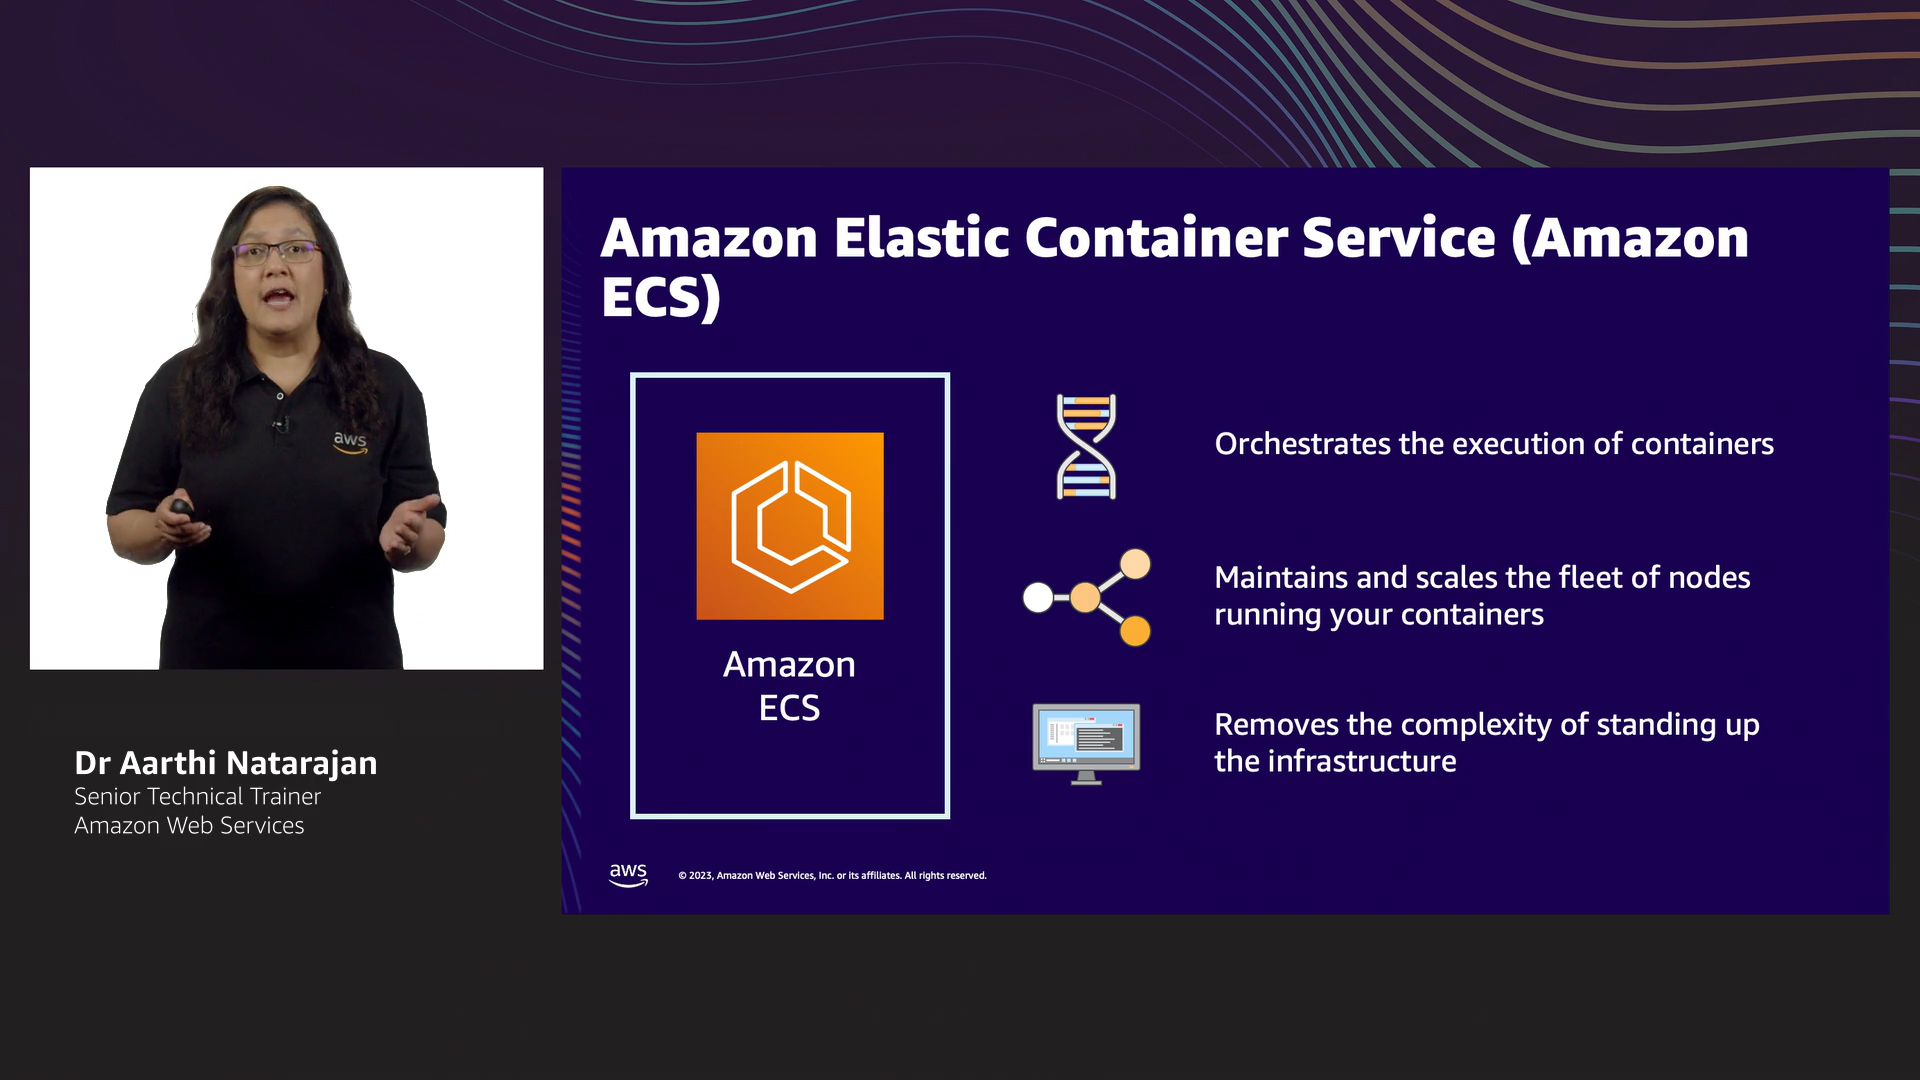 Amazon Elastic Container Service (Amazon
ECS)
aws
Amazon
ECS
Orchestrates the execution of containers
Maintains and scales the fleet of nodes
running your containers
Removes the complexity of standing up
the infrastructure
Dr Aarthi Natarajan
Senior Technical Trainer
Amazon Web Services
aws
© 2023, Amazon Web Services, Inc. or its affiliates. All rights reserved.